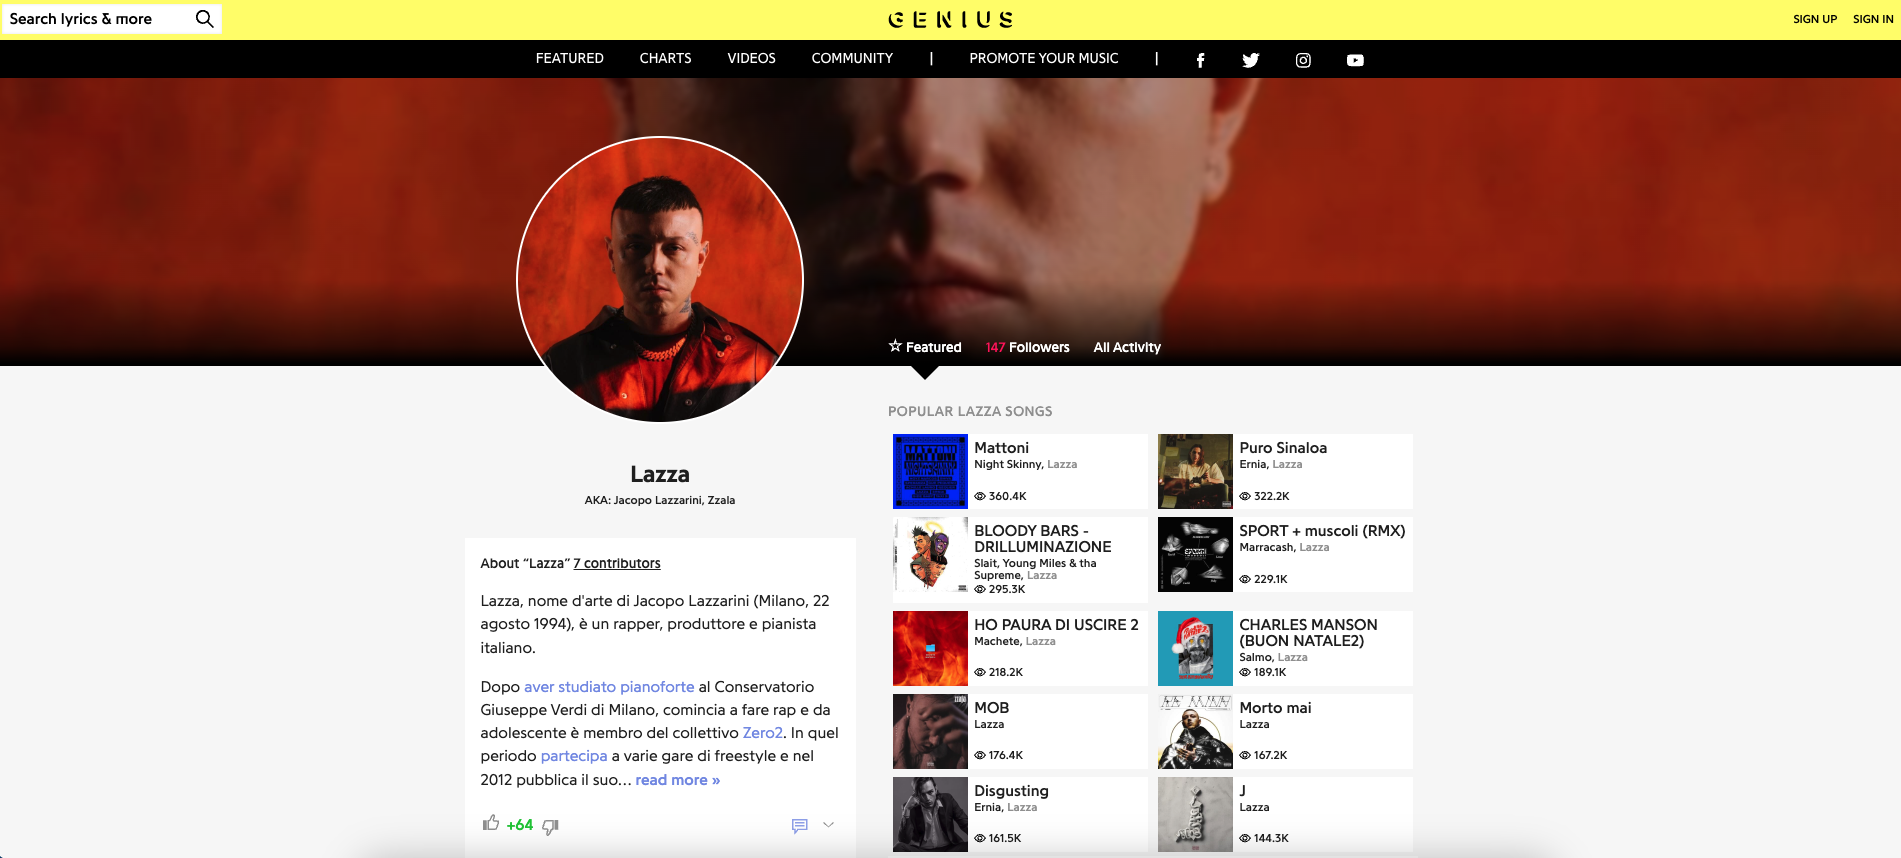 Search lyrics & more
GENIUS
SIGN UP
SIGN IN
FEATURED
CHARTS
VIDEOS
COMMUNITY
|
PROMOTE YOUR MUSIC
|
Featured
147 Followers
All Activity
Lazza
AKA: Jacopo Lazzarini, Zzala
About “Lazza” 7 contributors
Lazza, nome d'arte di Jacopo Lazzarini (Milano, 22
agosto 1994), è un rapper, produttore e pianista
italiano.
Dopo aver studiato pianoforte al Conservatorio
Giuseppe Verdi di Milano, comincia a fare rap e da
adolescente è membro del collettivo Zero2. In quel
periodo partecipa a varie gare di freestyle e nel
2012 pubblica il suo… read more »
+64
POPULAR LAZZA SONGS
MATTONI
Mattoni
Night Skinny, Lazza
360.4K
Puro Sinaloa
Ernia, Lazza
322.2K
BLOODY BARS -
DRILLUMINAZIONE
Slait, Young Miles & tha
Supreme, Lazza
295.3K
SPORT + muscoli (RMX)
Marracash, Lazza
229.1K
HO PAURA DI USCIRE 2
Machete, Lazza
218.2K
CHARLES MANSON
(BUON NATALE2)
Salmo, Lazza
189.1K
MOB
Lazza
176.4K
Morto mai
Lazza
167.2K
Disgusting
Ernia, Lazza
161.5K
J
Lazza
144.3K